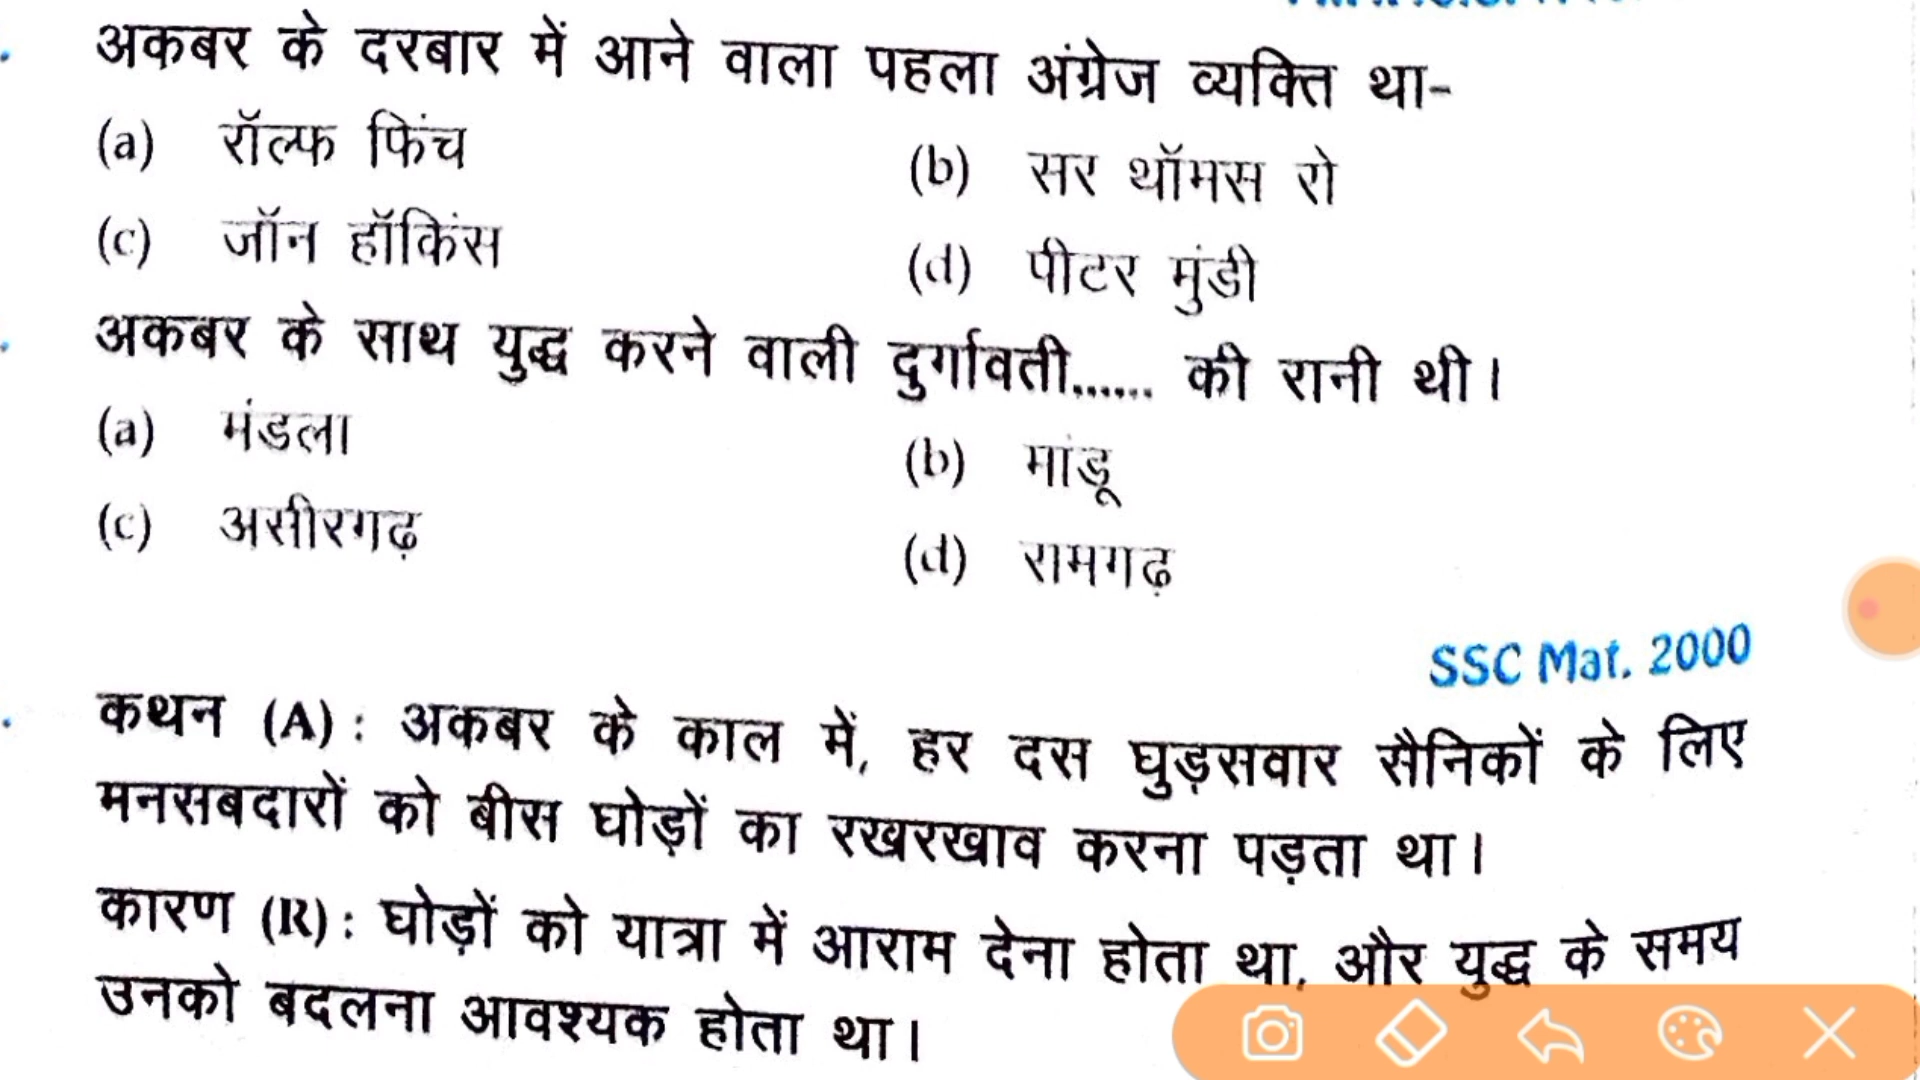 अकबर के दरबार में आने वाला पहला अंग्रेज व्यक्ति था-
(a) रॉल्फ फिंच
(b) सर थॉमस रो
(c) जॉन हॉकिंस
(d) पीटर मुंडी
अकबर के साथ युद्ध करने वाली दुर्गावती...... की रानी थी।
(a) मंडला
(b) मांडू
(c) असीरगढ़
(d) रामगढ़
SSC Mat. 2000
कथन (A) : अकबर के काल में, हर दस घुड़सवार सैनिकों के लिए
मनसबदारों को बीस घोड़ों का रखरखाव करना पड़ता था।
कारण (R) : घोड़ों को यात्रा में आराम देना होता था, और युद्ध के समय
उनको बदलना आवश्यक होता था।